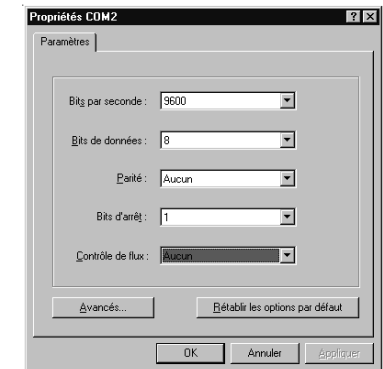 Propriétés COM2
Paramètres
Bits par seconde : 9600
Bits de données : 8
Parité : Aucun
Bits d'arrêt : 1
Contrôle de flux : Aucun
Avancés... Rétablir les options par défaut
OK Annuler Appliquer